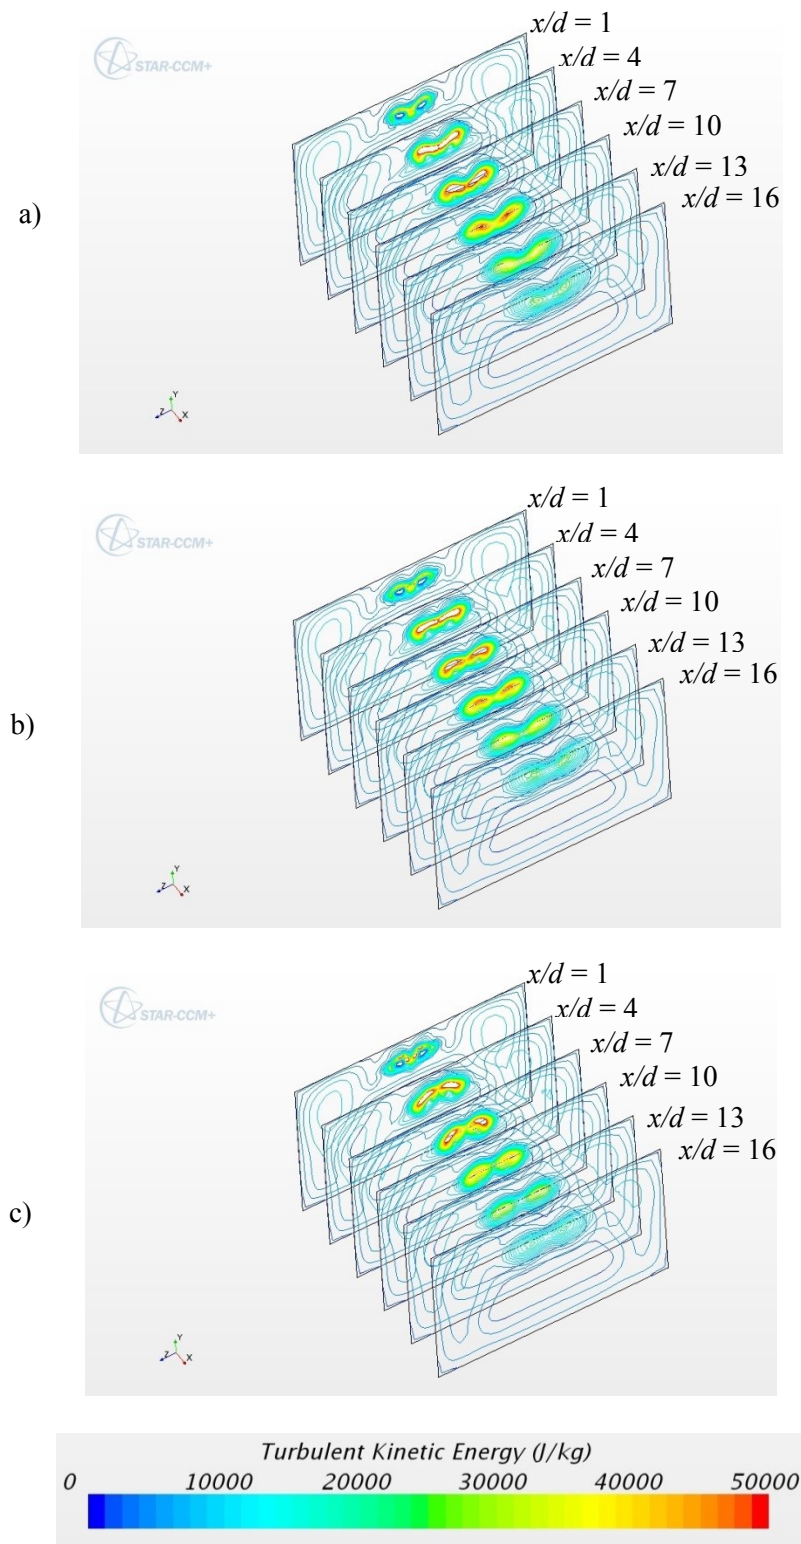 x/d = 1
STAR-CCM+
x/d = 4
x/d = 7
x/d = 10
x/d = 13
x/d = 16
a)
Y
Z
X
x/d = 1
x/d = 4
STAR-CCM+
x/d = 7
x/d = 10
x/d = 13
x/d = 16
b)
Y
Z
X
x/d = 1
x/d = 4
STAR-CCM+
x/d = 7
x/d = 10
x/d = 13
x/d = 16
c)
Y
Z
X
Turbulent Kinetic Energy (J/kg)
0 10000 20000 30000 40000 50000